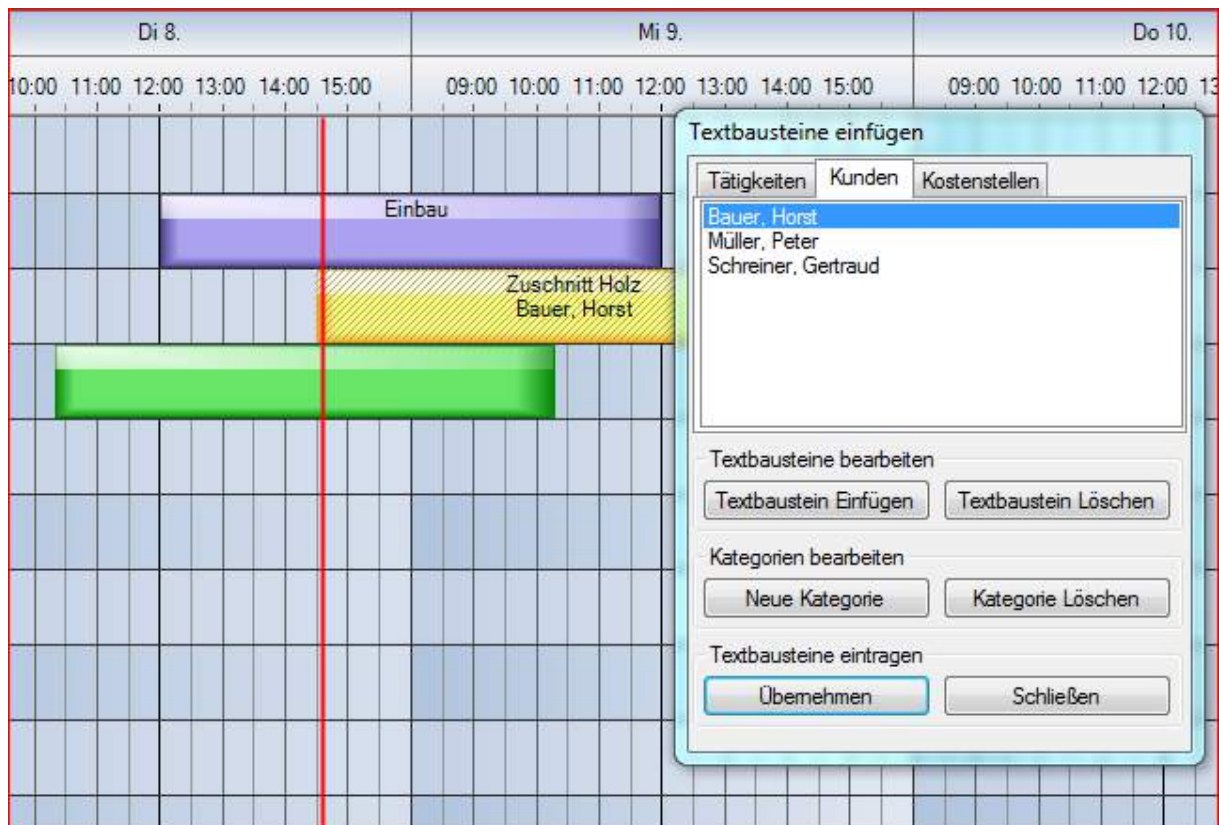 Di 8. Mi 9. Do 10.
10:00 11:00 12:00 13:00 14:00 15:00 09:00 10:00 11:00 12:00 13:00 14:00 15:00 09:00 10:00 11:00 12:00 13
Textbausteine einfügen
Tätigkeiten Kunden Kostenstellen
Bauer, Horst
Müller, Peter
Schreiner, Gertraud
Einbau
Zuschnitt Holz
Bauer, Horst
Textbausteine bearbeiten
Textbaustein Einfügen Textbaustein Löschen
Kategorien bearbeiten
Neue Kategorie Kategorie Löschen
Textbausteine eintragen
Übernehmen Schließen